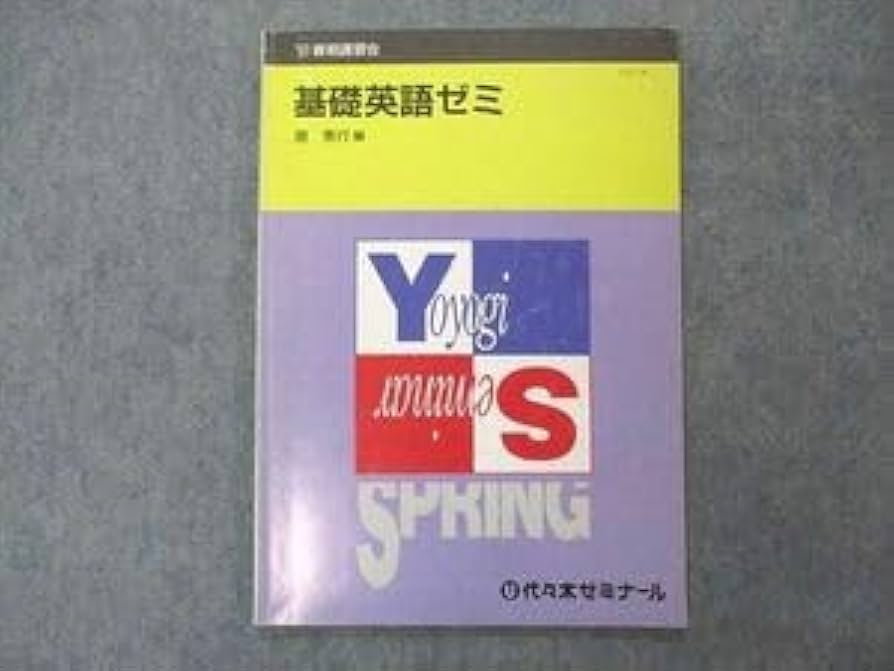 春期講習会
基礎英語ゼミ
編
Yoyogi
Seminar
SPRING
代々木ゼミナール